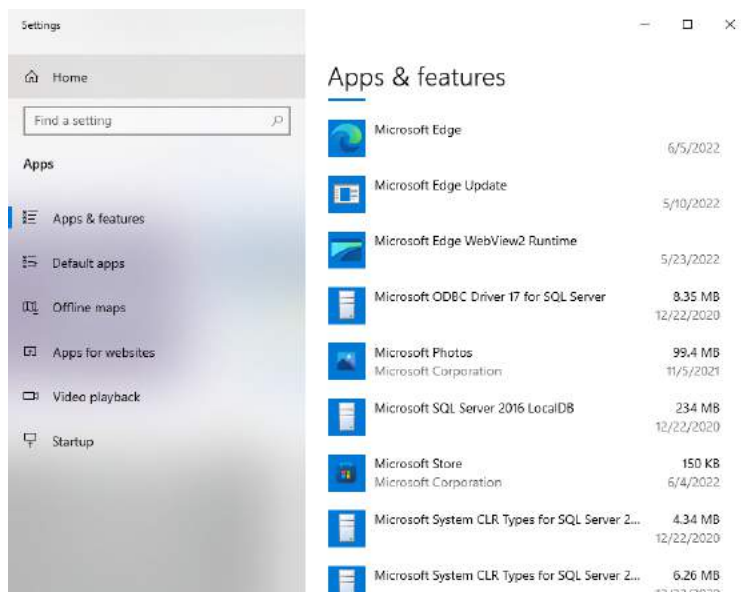 Settings
Home
Find a setting
Apps
Apps & features
Default apps
Offline maps
Apps for websites
Video playback
Startup
Apps & features
Microsoft Edge
6/5/2022
Microsoft Edge Update
5/10/2022
Microsoft Edge WebView2 Runtime
5/23/2022
Microsoft ODBC Driver 17 for SQL Server 8.35 MB
12/22/2020
Microsoft Photos 99.4 MB
Microsoft Corporation 11/5/2021
Microsoft SQL Server 2016 LocalDB 234 MB
12/22/2020
Microsoft Store 150 KB
Microsoft Corporation 6/4/2022
Microsoft System CLR Types for SQL Server 2... 4.34 MB
12/22/2020
Microsoft System CLR Types for SQL Server 2... 6.26 MB